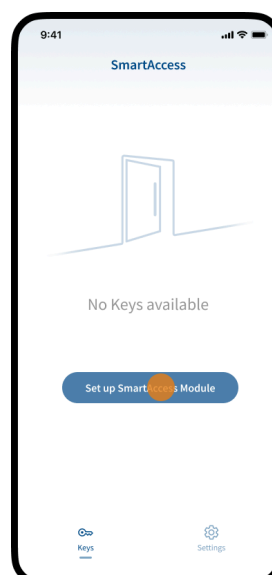 9:41
SmartAccess
No Keys available
Set up SmartAccess Module
Keys
Settings